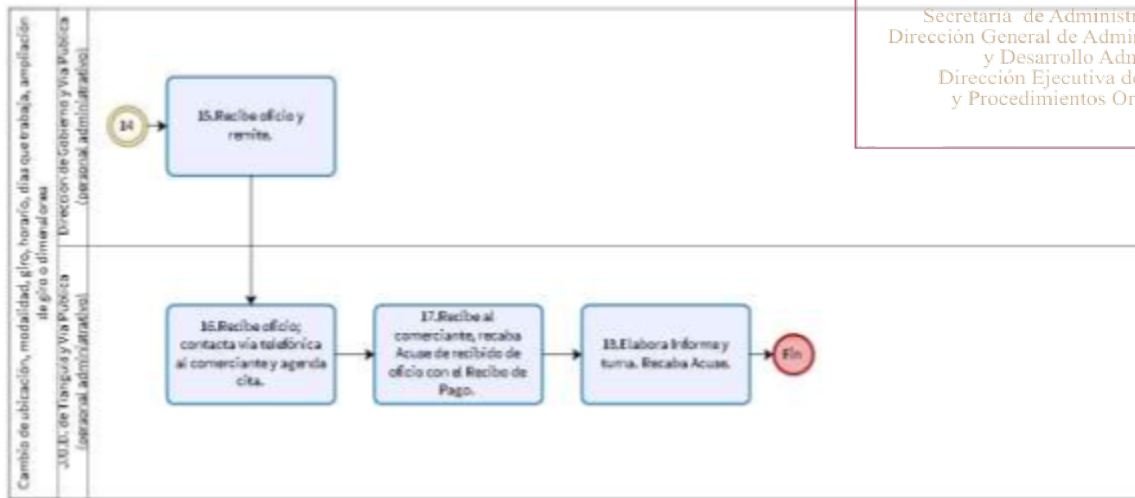 Secretaría de Administ
Dirección General de Admin
y Desarrollo Adm
Dirección Ejecutiva de
y Procedimientos Or
Cambio de ubicación, modalidad, giro, horario, días que trabaja, ampliación
de giro o dimensiones
Dirección de Gobierno y Vía Pública
(personal administrativo)
14
15.Recibe oficio y
remite.
J.U.D. de Tianguis y Vía Pública
(personal administrativo)
16.Recibe oficio;
contacta vía telefónica
al comerciante y agenda
cita.
17.Recibe al
comerciante, recaba
Acuse de recibido de
oficio con el Recibo de
Pago.
18.Elabora Informe y
turna. Recaba Acuse.
Fin